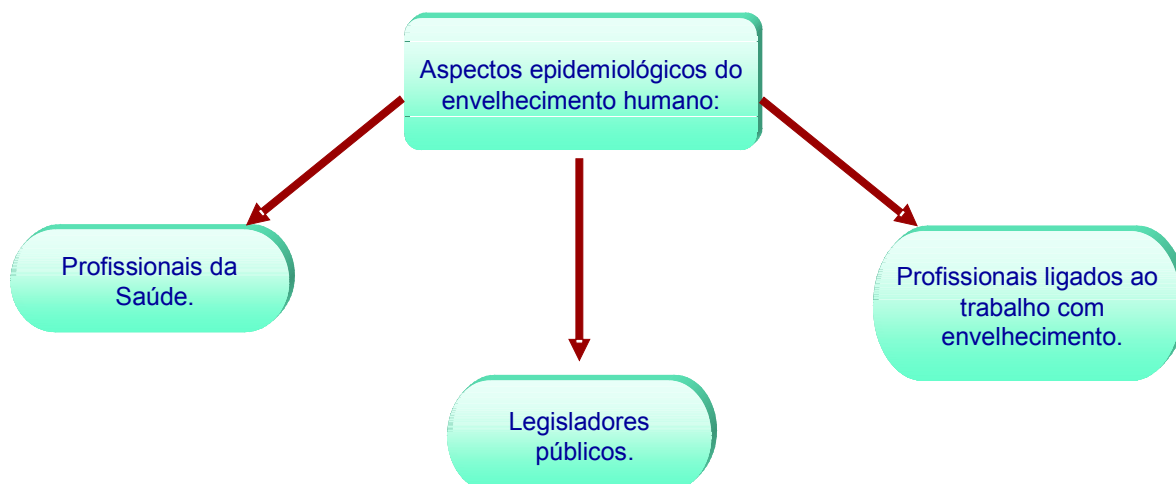 Aspectos epidemiológicos do
envelhecimento humano:
Profissionais da
Saúde.
Legisladores
públicos.
Profissionais ligados ao
trabalho com
envelhecimento.